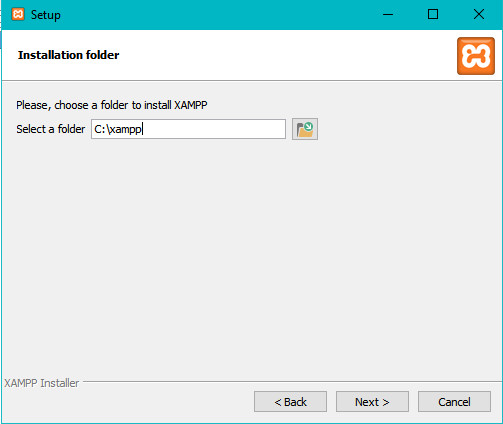 Setup
Installation folder
Please, choose a folder to install XAMPP
Select a folder C:\xampp
XAMPP Installer
< Back Next > Cancel